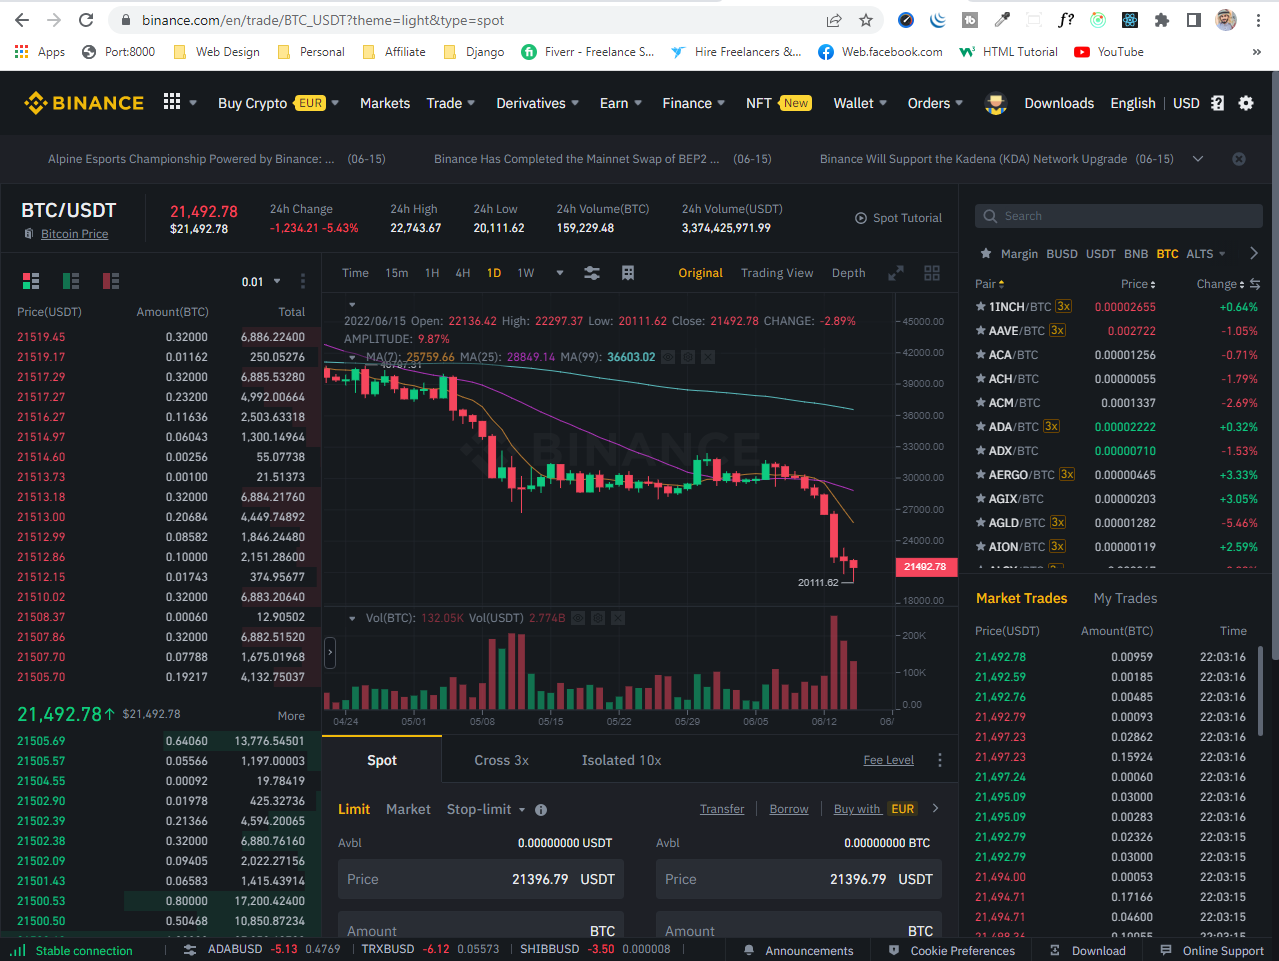 binance.com/en/trade/BTC_USDT?theme=light&type=spot
Apps Port:8000 Web Design Personal Affiliate Django Fiverr - Freelance S... Hire Freelancers &... Web.facebook.com HTML Tutorial YouTube »
BINANCE Buy Crypto EUR Markets Trade Derivatives Earn Finance NFT New Wallet Orders Downloads English | USD
Alpine Esports Championship Powered by Binance: ... (06-15) Binance Has Completed the Mainnet Swap of BEP2 ... (06-15) Binance Will Support the Kadena (KDA) Network Upgrade (06-15)
BTC/USDT
Bitcoin Price
21,492.78
$21,492.78
24h Change
-1,234.21 -5.43%
24h High
22,743.67
24h Low
20,111.62
24h Volume(BTC)
159,229.48
24h Volume(USDT)
3,374,425,971.99
Spot Tutorial
0.01
Price(USDT) Amount(BTC) Total
21519.45 0.32000 6,886.22400
21519.17 0.01162 250.05276
21517.29 0.32000 6,885.53280
21517.27 0.23200 4,992.00664
21516.27 0.11636 2,503.63318
21514.97 0.06043 1,300.14964
21514.60 0.00256 55.07738
21513.73 0.00100 21.51373
21513.18 0.32000 6,884.21760
21513.00 0.20684 4,449.74892
21512.99 0.08582 1,846.24480
21512.86 0.10000 2,151.28600
21512.15 0.01743 374.95677
21510.02 0.32000 6,883.20640
21508.37 0.00060 12.90502
21507.86 0.32000 6,882.51520
21507.70 0.07788 1,675.01968
21505.70 0.19217 4,132.75037
21,492.78↑ $21,492.78 More
21505.69 0.64060 13,776.54501
21505.57 0.05566 1,197.00003
21504.55 0.00092 19.78419
21502.90 0.01978 425.32736
21502.39 0.21366 4,594.20065
21502.38 0.32000 6,880.76160
21502.09 0.09405 2,022.27156
21501.43 0.06583 1,415.43914
21500.53 0.80000 17,200.42400
21500.50 0.50468 10,850.87234
Time 15m 1H 4H 1D 1W Original Trading View Depth
2022/06/15 Open: 22136.42 High: 22297.37 Low: 20111.62 Close: 21492.78 CHANGE: -2.89%
AMPLITUDE: 9.87%
MA(7): 25759.66 MA(25): 28849.14 MA(99): 36603.02
BINANCE
20111.62
45000.00
42000.00
39000.00
36000.00
33000.00
30000.00
27000.00
24000.00
21492.78
18000.00
Vol(BTC): 132.05K Vol(USDT) 2.774B
200K
100K
0.00
04/24 05/01 05/08 05/15 05/22 05/29 06/05 06/12 06/
Spot Cross 3x Isolated 10x Fee Level
Limit Market Stop-limit Transfer Borrow Buy with EUR
Avbl 0.00000000 USDT Avbl 0.00000000 BTC
Price 21396.79 USDT Price 21396.79 USDT
Amount BTC Amount BTC
Search
Margin BUSD USDT BNB BTC ALTS
Pair Price Change
1INCH/BTC 3x 0.00002655 +0.64%
AAVE/BTC 3x 0.002722 -1.05%
ACA/BTC 0.00001256 -0.71%
ACH/BTC 0.00000055 -1.79%
ACM/BTC 0.0001337 -2.69%
ADA/BTC 3x 0.00002222 +0.32%
ADX/BTC 0.00000710 -1.53%
AERGO/BTC 3x 0.00000465 +3.33%
AGIX/BTC 0.00000203 +3.05%
AGLD/BTC 3x 0.00001282 -5.46%
AION/BTC 3x 0.00000119 +2.59%
Market Trades My Trades
Price(USDT) Amount(BTC) Time
21,492.78 0.00959 22:03:16
21,492.59 0.00185 22:03:16
21,492.76 0.00485 22:03:16
21,492.79 0.00093 22:03:16
21,497.23 0.02862 22:03:16
21,497.23 0.15924 22:03:16
21,497.24 0.00060 22:03:16
21,495.09 0.03000 22:03:16
21,495.09 0.00283 22:03:16
21,492.79 0.02326 22:03:15
21,492.79 0.03000 22:03:15
21,494.00 0.00053 22:03:15
21,494.71 0.17166 22:03:15
21,494.71 0.04600 22:03:15
Stable connection ADABUSD -5.13 0.4769 | TRXBUSD -6.12 0.05573 | SHIBBUSD -3.50 0.000008 | Announcements Cookie Preferences Download Online Support